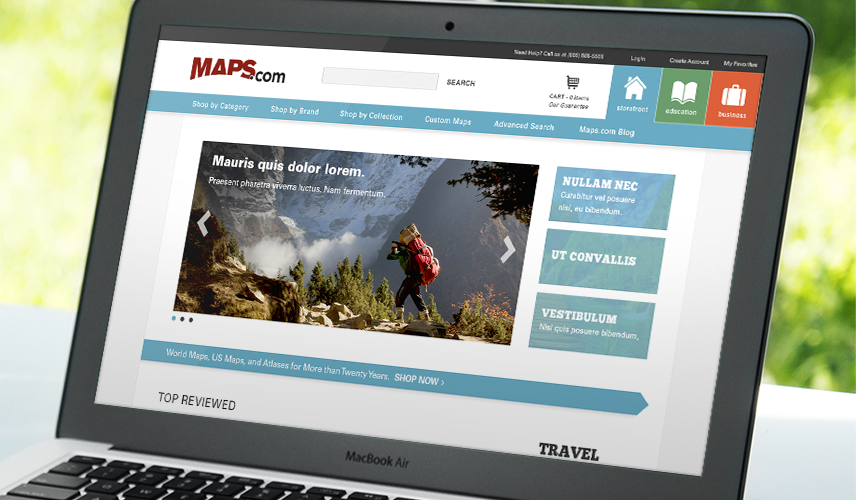 Need Help? Call us at (800) 585-5555
Login
Create Account
My Favorites
MAPS.com
SEARCH
CART - 0 items
Our Guarantee
storefront
education
business
Shop by Category
Shop by Brand
Shop by Collection
Custom Maps
Advanced Search
Maps.com Blog
Mauris quis dolor lorem.
Praesent pharetra viverra luctus. Nam fermentum.
NULLAM NEC
Curabitur vel posuere
nisi, eu bibendum.
UT CONVALLIS
VESTIBULUM
Nisi quis posuere bibendum,
World Maps, US Maps, and Atlases for More than Twenty Years. SHOP NOW ›
TOP REVIEWED
TRAVEL
MacBook Air